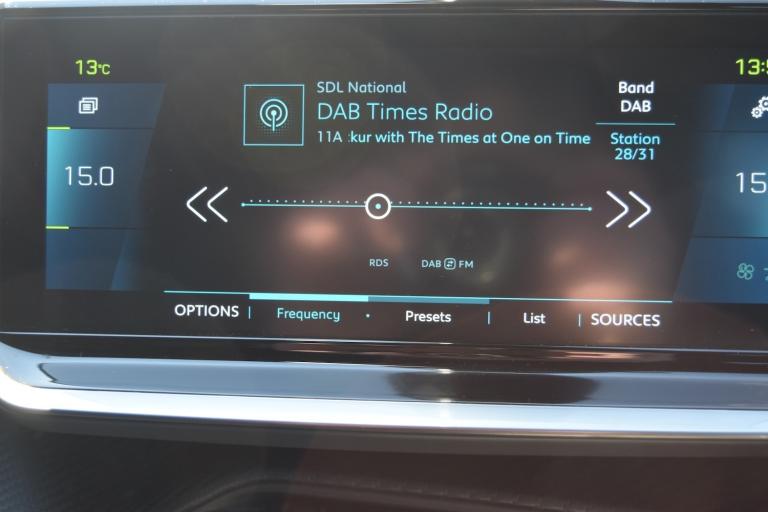 13°C
13:5
SDL National
Band
DAB
DAB Times Radio
11A :kur with The Times at One on Time
Station
28/31
15.0
15
RDS
DAB FM
OPTIONS | Frequency • Presets | List | SOURCES